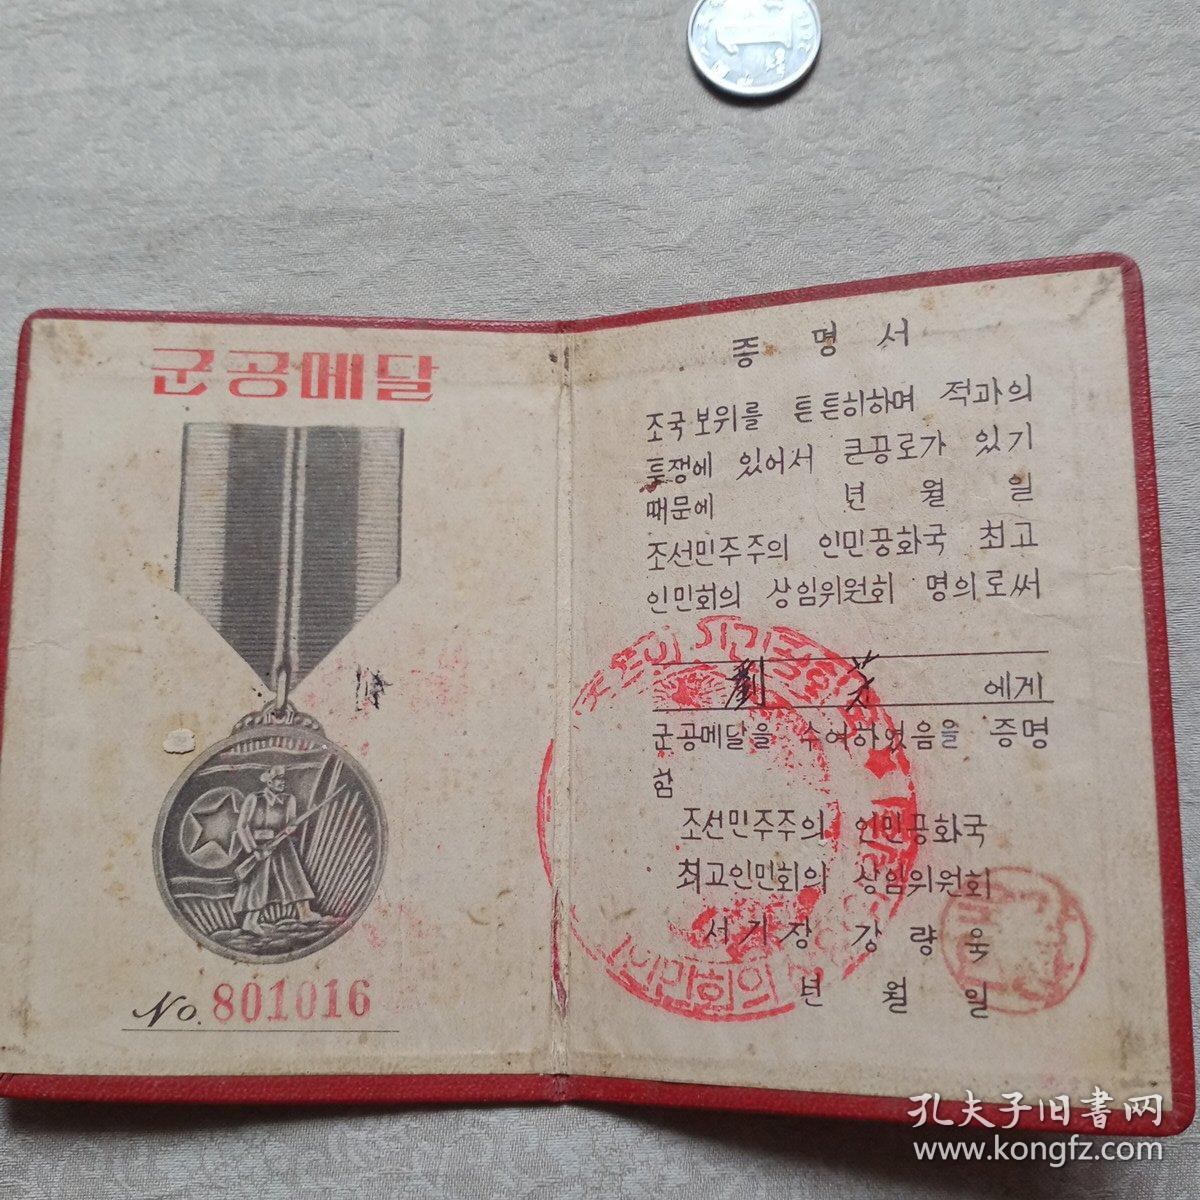 군공메달
No. 801016
증 명 서
조국보위를 튼튼히하며 적과의
투쟁에 있어서 큰공로가 있기
때문에 년 월 일
조선민주주의 인민공화국 최고
인민회의 상임위원회 명의로써
劉 芳 에게
군공메달을 수여하였음을 증명
함
조선민주주의 인민공화국
최고인민회의 상임위원회
서기장 강량욱
년 월 일
孔夫子旧書网
www.kongfz.com